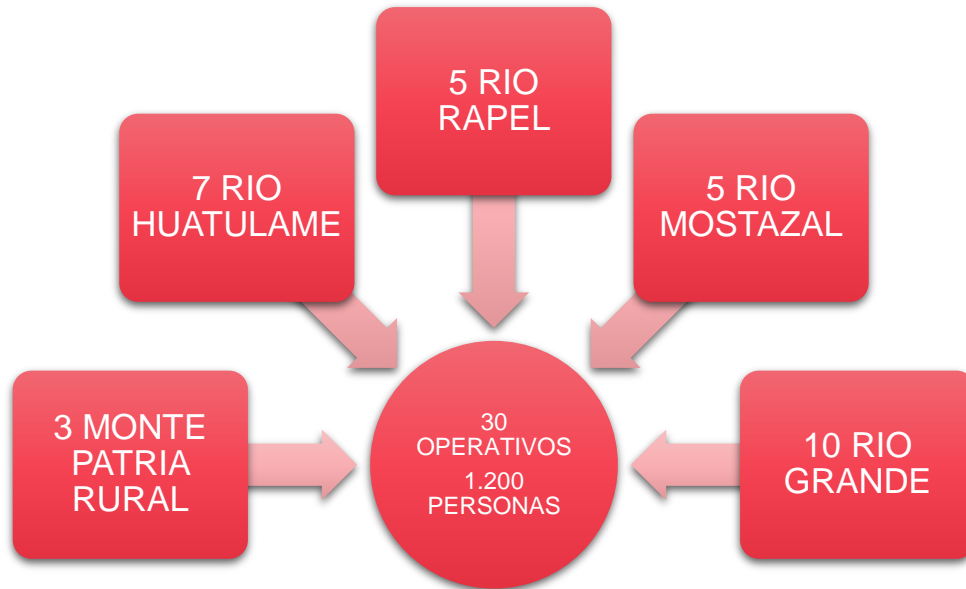 5 RIO
RAPEL
7 RIO
HUATULAME
5 RIO
MOSTAZAL
3 MONTE
PATRIA
RURAL
30
OPERATIVOS
1.200
PERSONAS
10 RIO
GRANDE